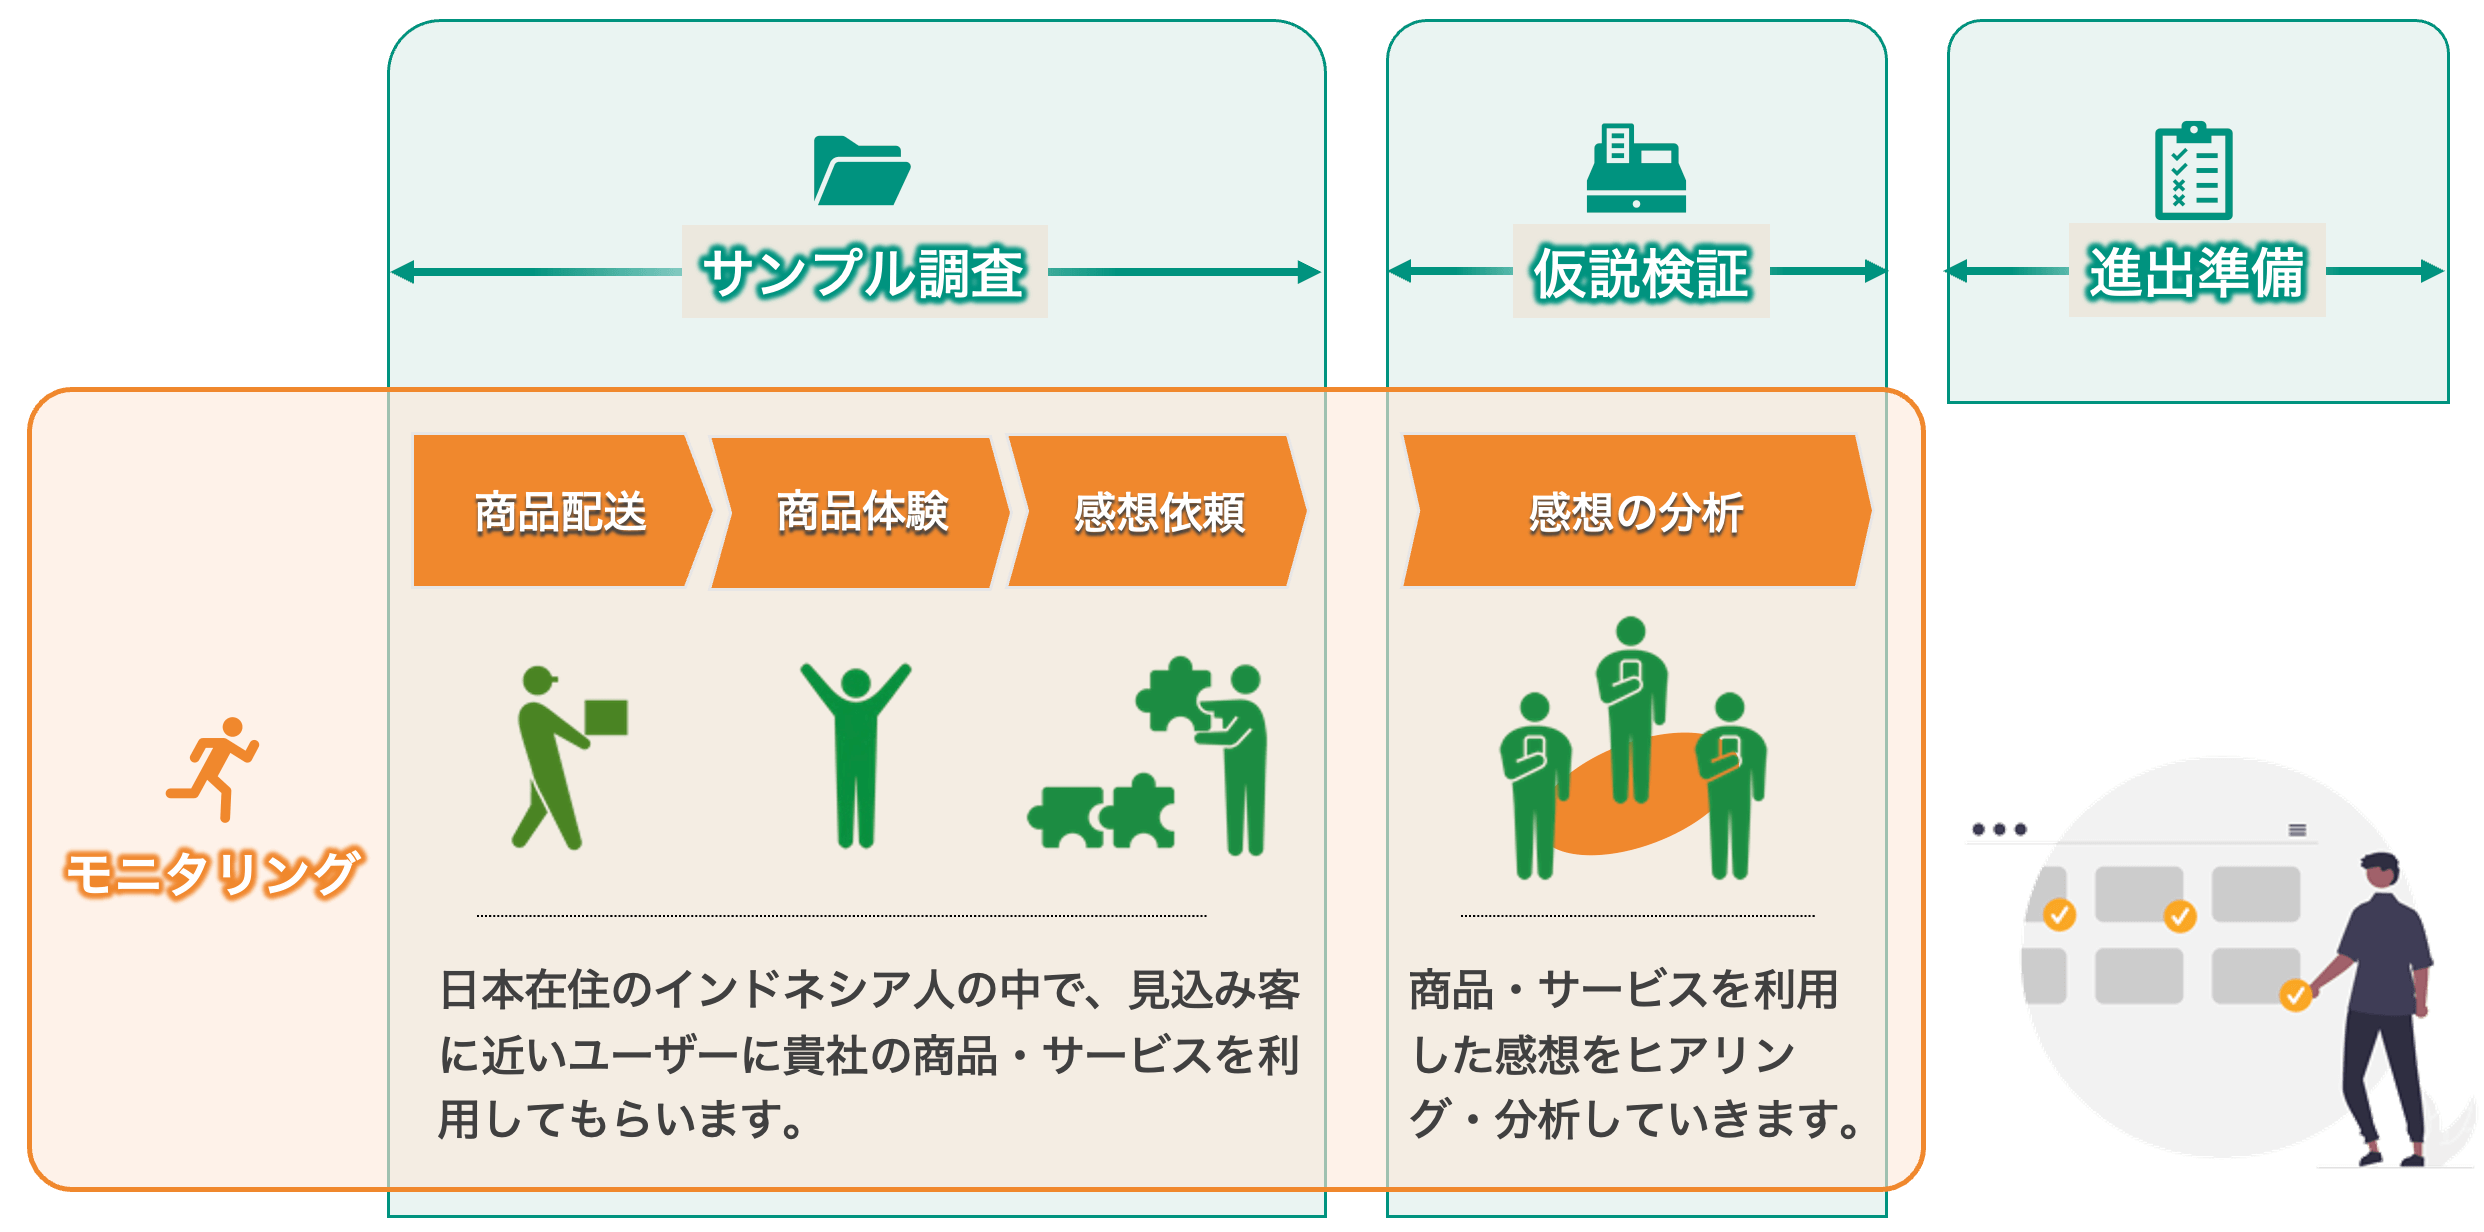 サンプル調査
仮説検証
進出準備
商品配送
商品体験
感想依頼
感想の分析
モニタリング
日本在住のインドネシア人の中で、見込み客
に近いユーザーに貴社の商品・サービスを利
用してもらいます。
商品・サービスを利用
した感想をヒアリン
グ・分析していきます。